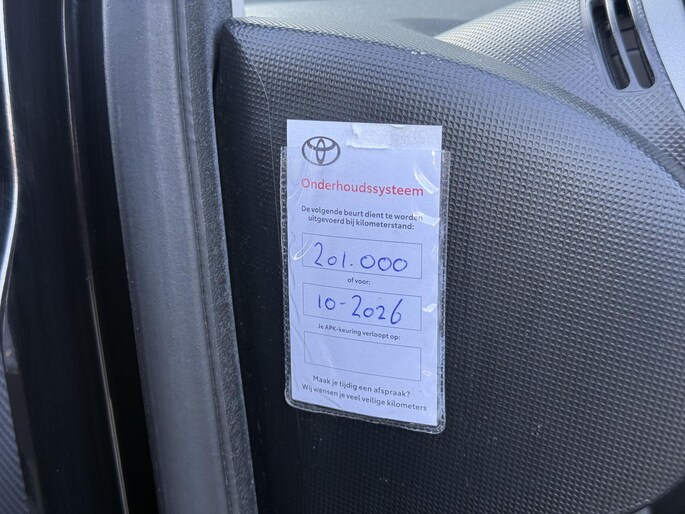 Onderhoudssysteem
De volgende beurt dient te worden
uitgevoerd bij kilometerstand:
201.000
of voor:
10-2026
Je APK-keuring verloopt op:
Maak je tijdig een afspraak?
Wij wensen je veel veilige kilometers